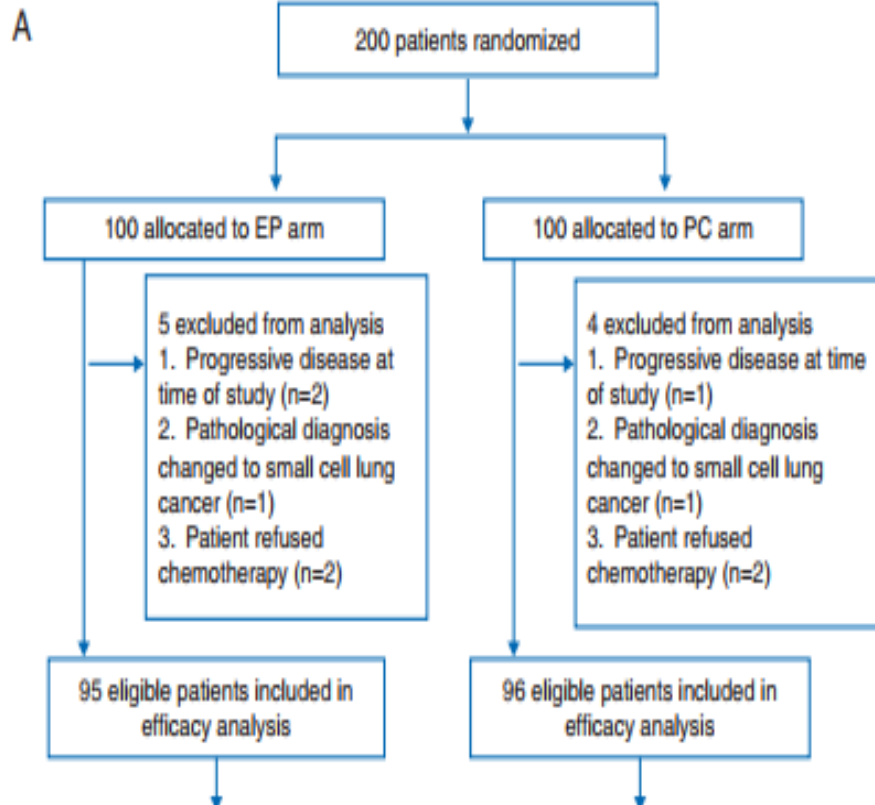 A
200 patients randomized
100 allocated to EP arm
100 allocated to PC arm
5 excluded from analysis
1. Progressive disease at
time of study (n=2)
2. Pathological diagnosis
changed to small cell lung
cancer (n=1)
3. Patient refused
chemotherapy (n=2)
4 excluded from analysis
1. Progressive disease at time
of study (n=1)
2. Pathological diagnosis
changed to small cell lung
cancer (n=1)
3. Patient refused
chemotherapy (n=2)
95 eligible patients included in
efficacy analysis
96 eligible patients included in
efficacy analysis